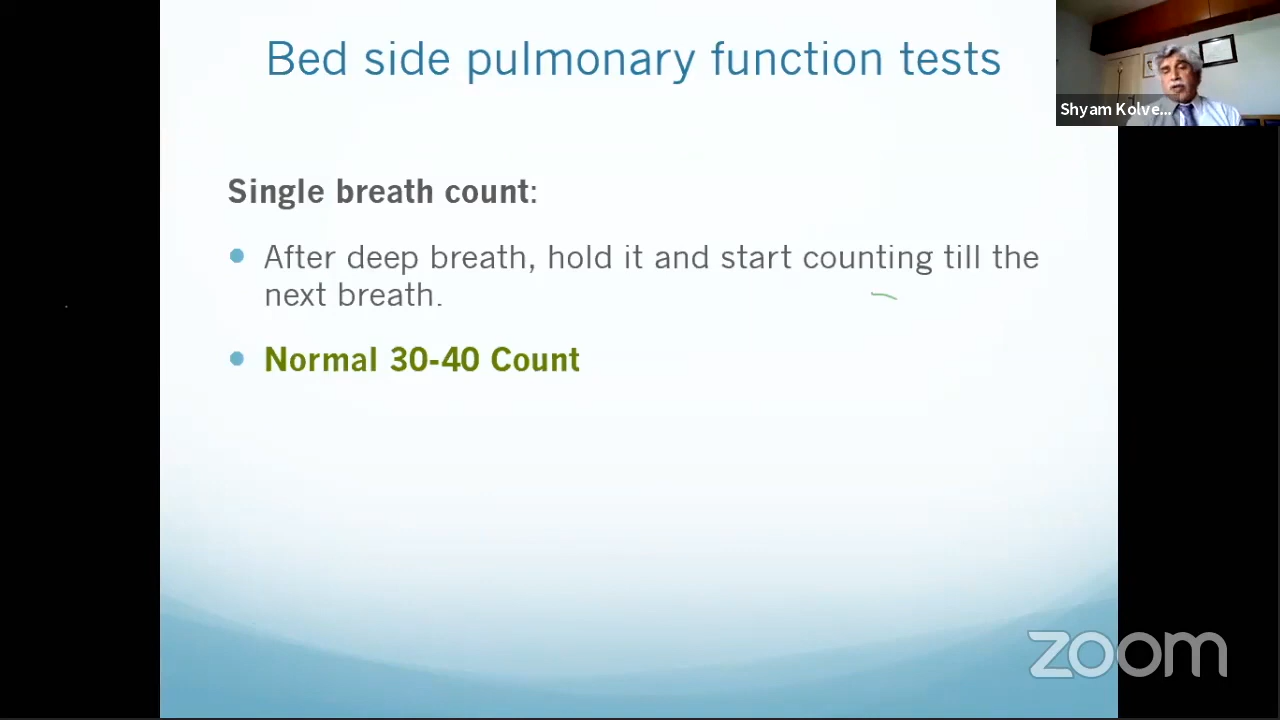 Bed side pulmonary function tests
Shyam Kolve...
Single breath count:
After deep breath, hold it and start counting till the
next breath.
Normal 30-40 Count
zoom